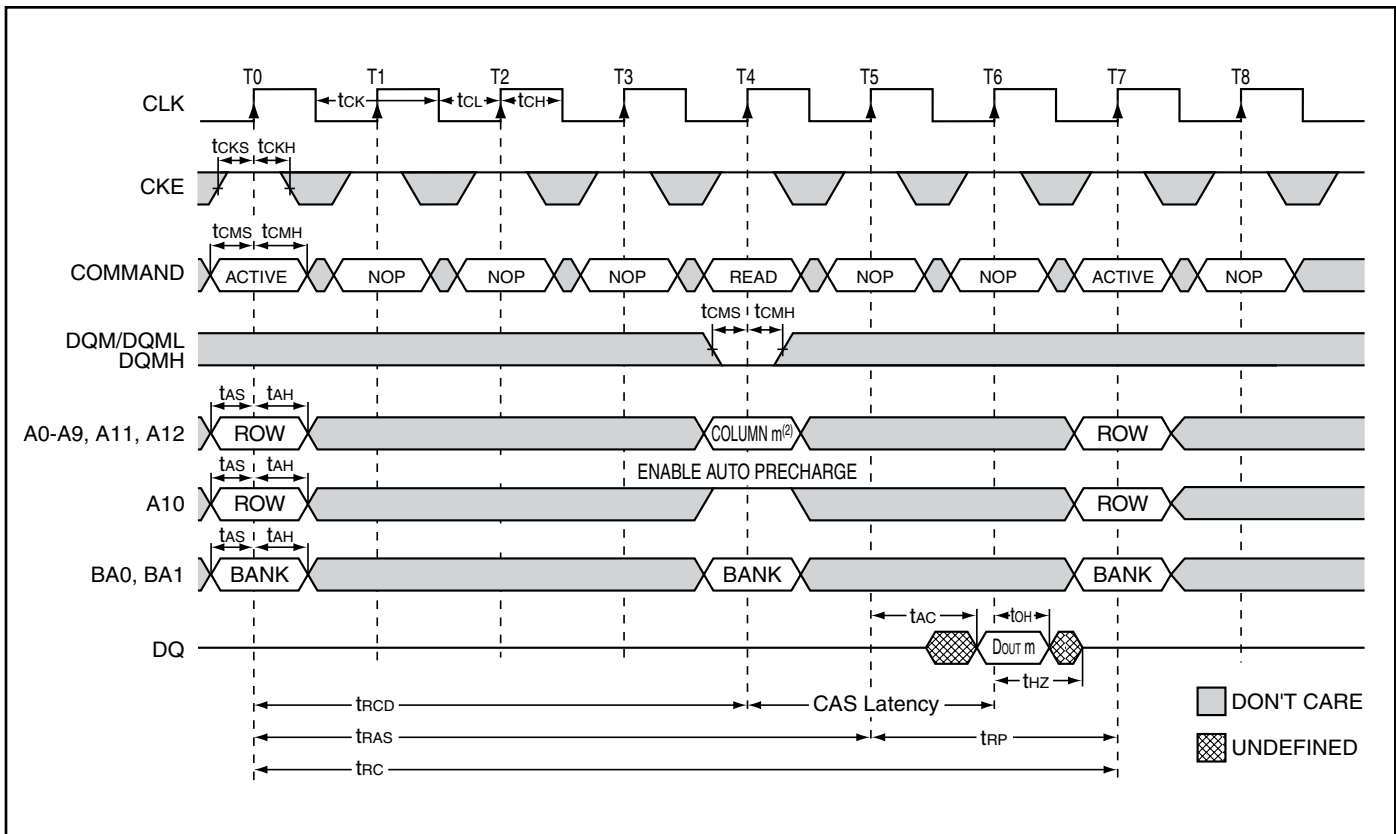 T0 T1 T2 T3 T4 T5 T6 T7 T8
CLK tCK tCL tCH
tCKS tCKH
CKE
tCMS tCMH
COMMAND ACTIVE NOP NOP NOP READ NOP NOP ACTIVE NOP
tCMS tCMH
DQM/DQML
DQMH
tAS tAH
A0-A9, A11, A12 ROW COLUMN m(2) ROW
tAS tAH ENABLE AUTO PRECHARGE
A10 ROW ROW
tAS tAH
BA0, BA1 BANK BANK BANK
tAC tOH
DQ DOUT m
tHZ
tRCD CAS Latency
DON'T CARE
tRAS tRP
UNDEFINED
tRC